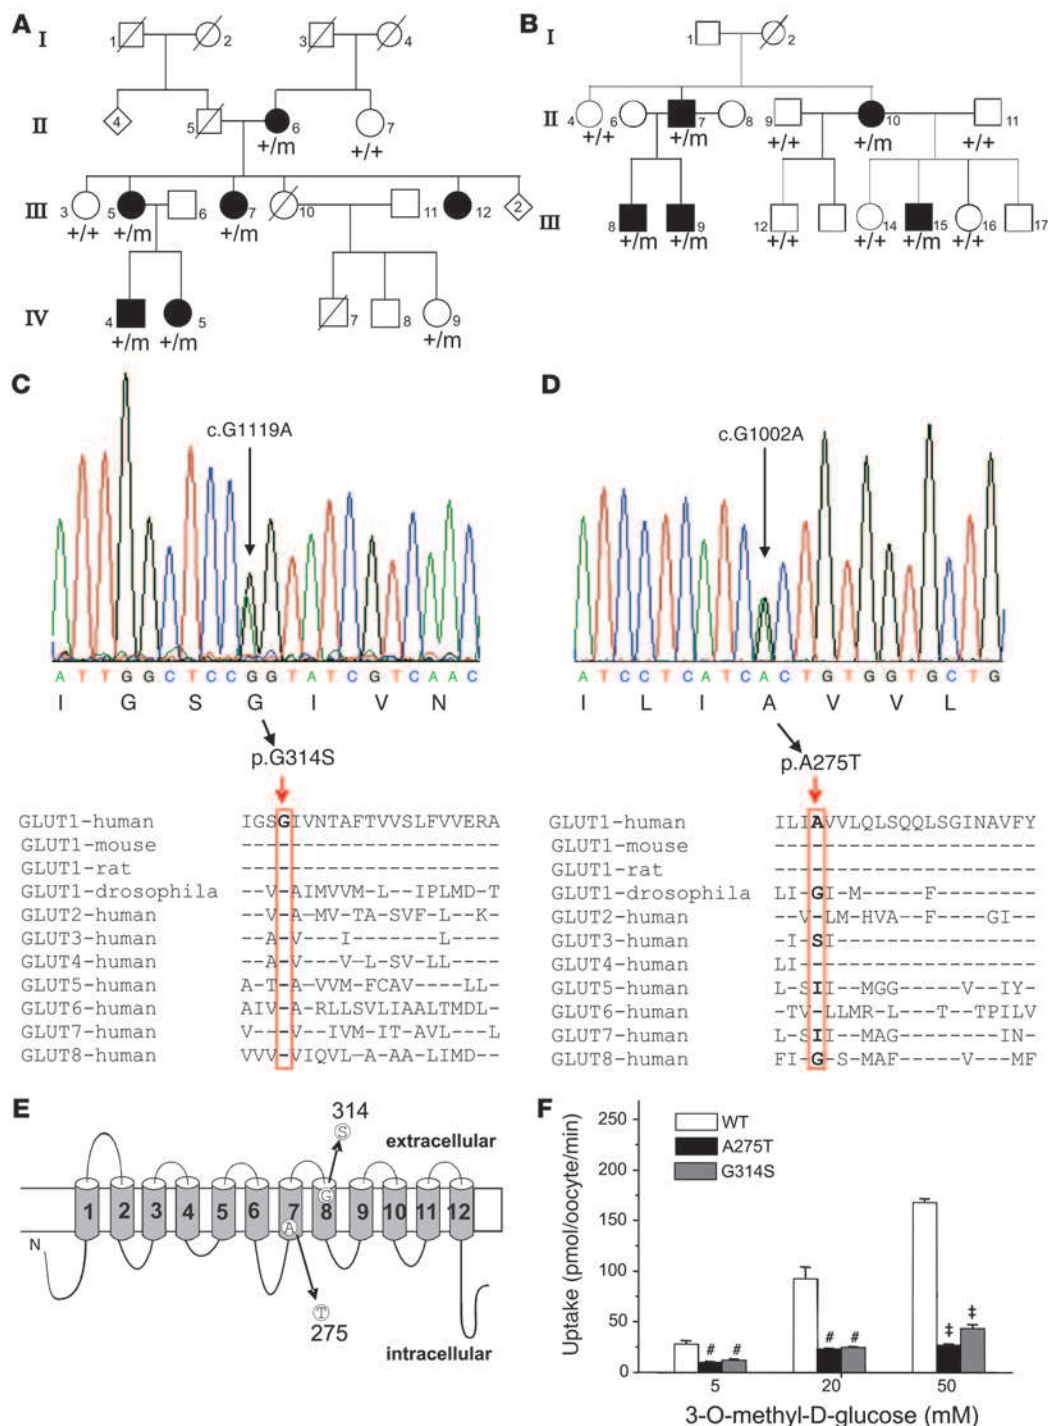 A
I
1
2
3
4
II
4
5
6
+/m
7
+/+
III
3
+/+
5
+/m
6
7
+/m
10
11
12
2
IV
4
+/m
5
+/m
7
8
9
+/m
B
I
1
2
II
4
+/+
6
7
+/m
8
9
+/+
10
+/m
11
+/+
III
8
+/m
9
+/m
12
+/+
14
+/+
15
+/m
16
+/+
17
C
c.G1119A
A T T G G C T C C G G T A T C G T C A A C
I G S G I V N
p.G314S
GLUT1-human IGSGIVNTAFTVVSLFVVERA
GLUT1-mouse ---------------------
GLUT1-rat ---------------------
GLUT1-drosophila --V-AIMVVM-L--IPLMD-T
GLUT2-human --V-A-MV-TA-SVF-L--K-
GLUT3-human --A-V---I-------L----
GLUT4-human --A-V---V-L-SV-LL----
GLUT5-human A-T-A-VVM-FCAV----LL-
GLUT6-human AIV-A-RLLSVLIAALTMDL-
GLUT7-human V---V--IVM-IT-AVL---L
GLUT8-human VVV-VIQVL-A-AA-LIMD--
D
c.G1002A
A T C C T C A T C A C T G T G G T G C T G
I L I A V V L
p.A275T
GLUT1-human ILIAVVLQLSQQLSGINAVFY
GLUT1-mouse ---------------------
GLUT1-rat ---------------------
GLUT1-drosophila LI-GI-M-----F--------
GLUT2-human --V-LM-HVA--F----GI--
GLUT3-human -I-SI----------------
GLUT4-human LI-------------------
GLUT5-human L-SII--MGG-----V--IY-
GLUT6-human -TV-LLMR-L---T--TPILV
GLUT7-human L-SII--MAG--------IN-
GLUT8-human FI-G-S-MAF-----V---MF
E
314
S
extracellular
G
1 2 3 4 5 6 7 8 9 10 11 12
A
N
T
275
intracellular
F
Uptake (pmol/oocyte/min)
250
200
150
100
50
0
WT
A275T
G314S
# #
# #
‡ ‡
5 20 50
3-O-methyl-D-glucose (mM)